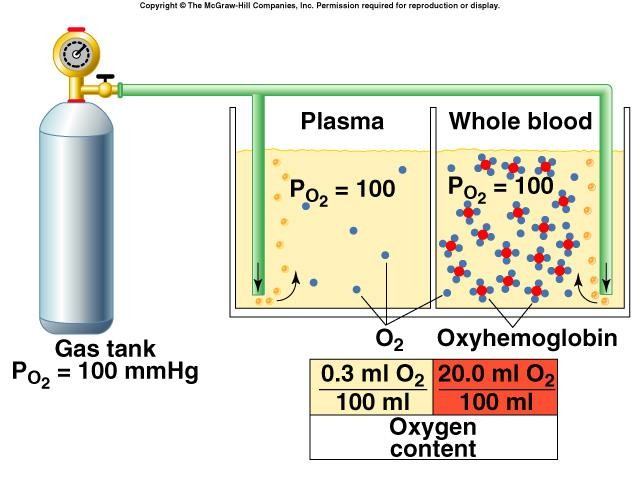 Copyright © The McGraw-Hill Companies, Inc. Permission required for reproduction or display.
Plasma
Whole blood
PO2 = 100
PO2 = 100
O2
Oxyhemoglobin
Gas tank
PO2 = 100 mmHg
0.3 ml O2
100 ml
20.0 ml O2
100 ml
Oxygen
content